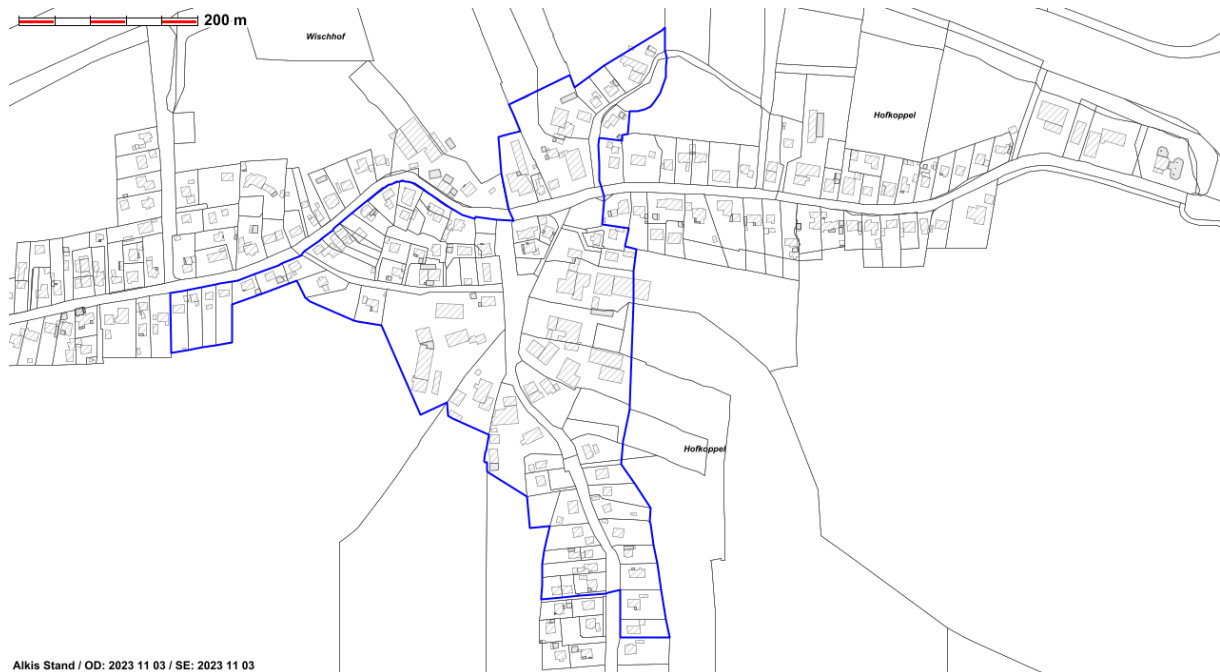 200 m
Wischhof
Hofkoppel
Hofkoppel
Alkis Stand / OD: 2023 11 03 / SE: 2023 11 03